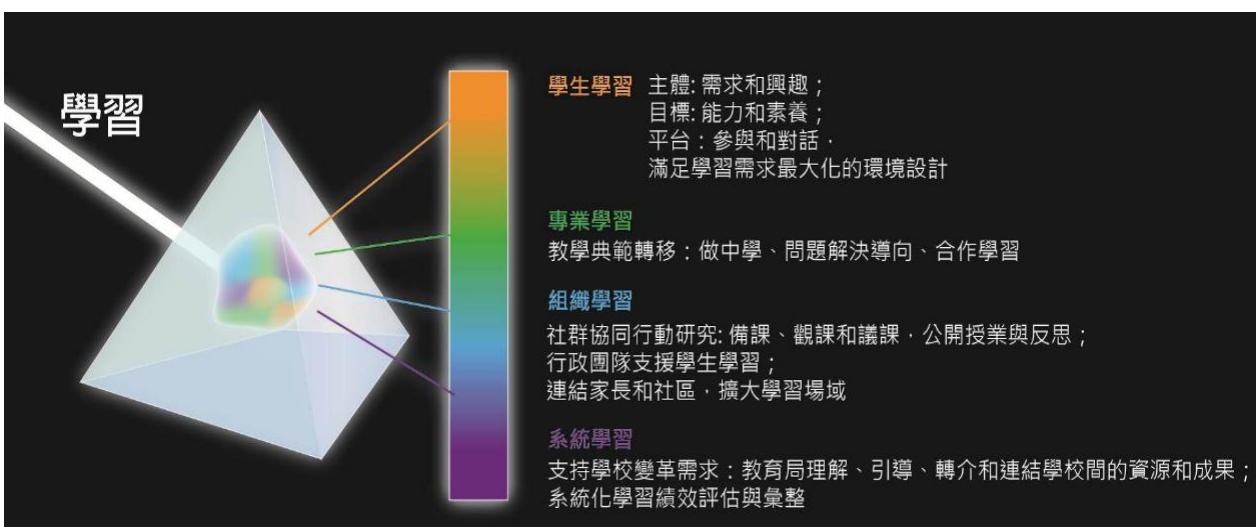 學習
學生學習 主體: 需求和興趣；
目標: 能力和素養；
平台：參與和對話，
滿足學習需求最大化的環境設計
專業學習
教學典範轉移：做中學、問題解決導向、合作學習
組織學習
社群協同行動研究: 備課、觀課和議課，公開授業與反思；
行政團隊支援學生學習；
連結家長和社區，擴大學習場域
系統學習
支持學校變革需求：教育局理解、引導、轉介和連結學校間的資源和成果；
系統化學習績效評估與彙整